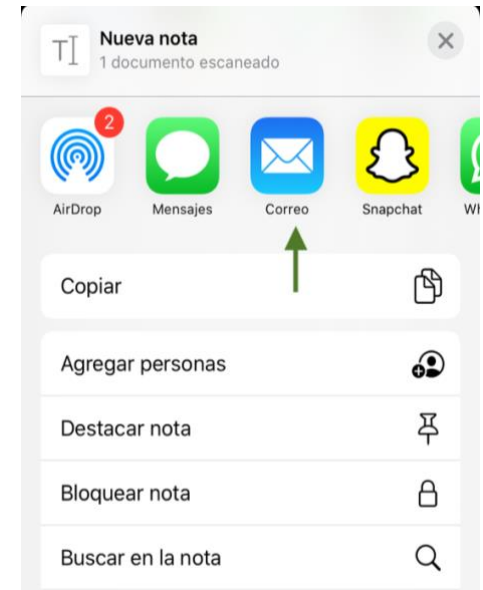 Nueva nota
1 documento escaneado
2
AirDrop Mensajes Correo Snapchat Wh
Copiar
Agregar personas
Destacar nota
Bloquear nota
Buscar en la nota